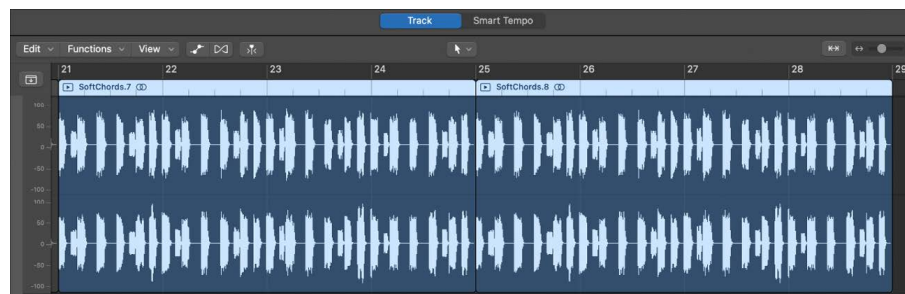 Track Smart Tempo
Edit Functions View
21 22 23 24 25 26 27 28 29
SoftChords.7 SoftChords.8
100
50
0
-50
-100
100
50
0
-50
-100